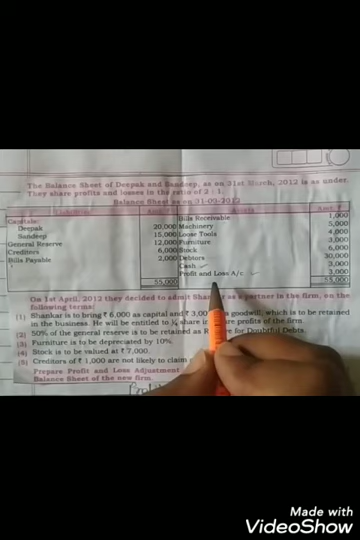 The Balance Sheet of Deepak and Sandeep, as on 31st March, 2012 is as under.
They share profits and losses in the ratio of 2 : 1.
Balance Sheet as on 31-03-2012
Liabilities
Capitals: Bills Receivable 1,000
Deepak 20,000 Machinery 5,000
Sandeep 15,000 Loose Tools 4,000
General Reserve 12,000 Furniture 3,000
Creditors 6,000 Stock 6,000
Bills Payable 2,000 Debtors 30,000
Cash 3,000
Profit and Loss A/c 3,000
55,000 55,000
On 1st April, 2012 they decided to admit Shankar as a partner in the firm, on the
following terms:
(1) Shankar is to bring ₹ 6,000 as capital and ₹ 3,000 goodwill, which is to be retained
in the business. He will be entitled to share in profits of the firm.
(2) 50% of the general reserve is to be retained as for Doubtful Debts.
(3) Furniture is to be depreciated by 10%
(4) Stock is to be valued at ₹ 7,000.
(5) Creditors of ₹ 1,000 are not likely to claim
Prepare Profit and Loss Adjustment
Balance Sheet of the new firm.
Made with
VideoShow